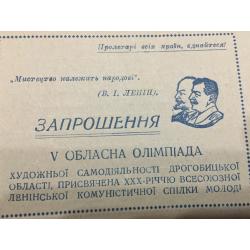 Пролетарі всіх країн, єднайтеся!
„Мистецтво належить народові".
(В. І. ЛЕНІН).
ЗАПРОШЕННЯ
V ОБЛАСНА ОЛІМПІАДА
ХУДОЖНЬОЇ САМОДІЯЛЬНОСТІ ДРОГОБИЦЬКОЇ
ОБЛАСТІ, ПРИСВЯЧЕНА XXX-РІЧЧЮ ВСЕСОЮЗНОЇ
ЛЕНІНСЬКОЇ КОМУНІСТИЧНОЇ СПІЛКИ МОЛОДІ